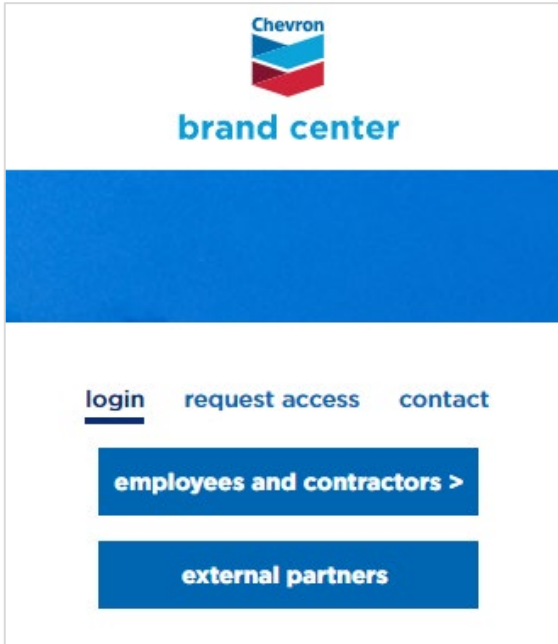 Chevron
brand center
login request access contact
employees and contractors >
external partners